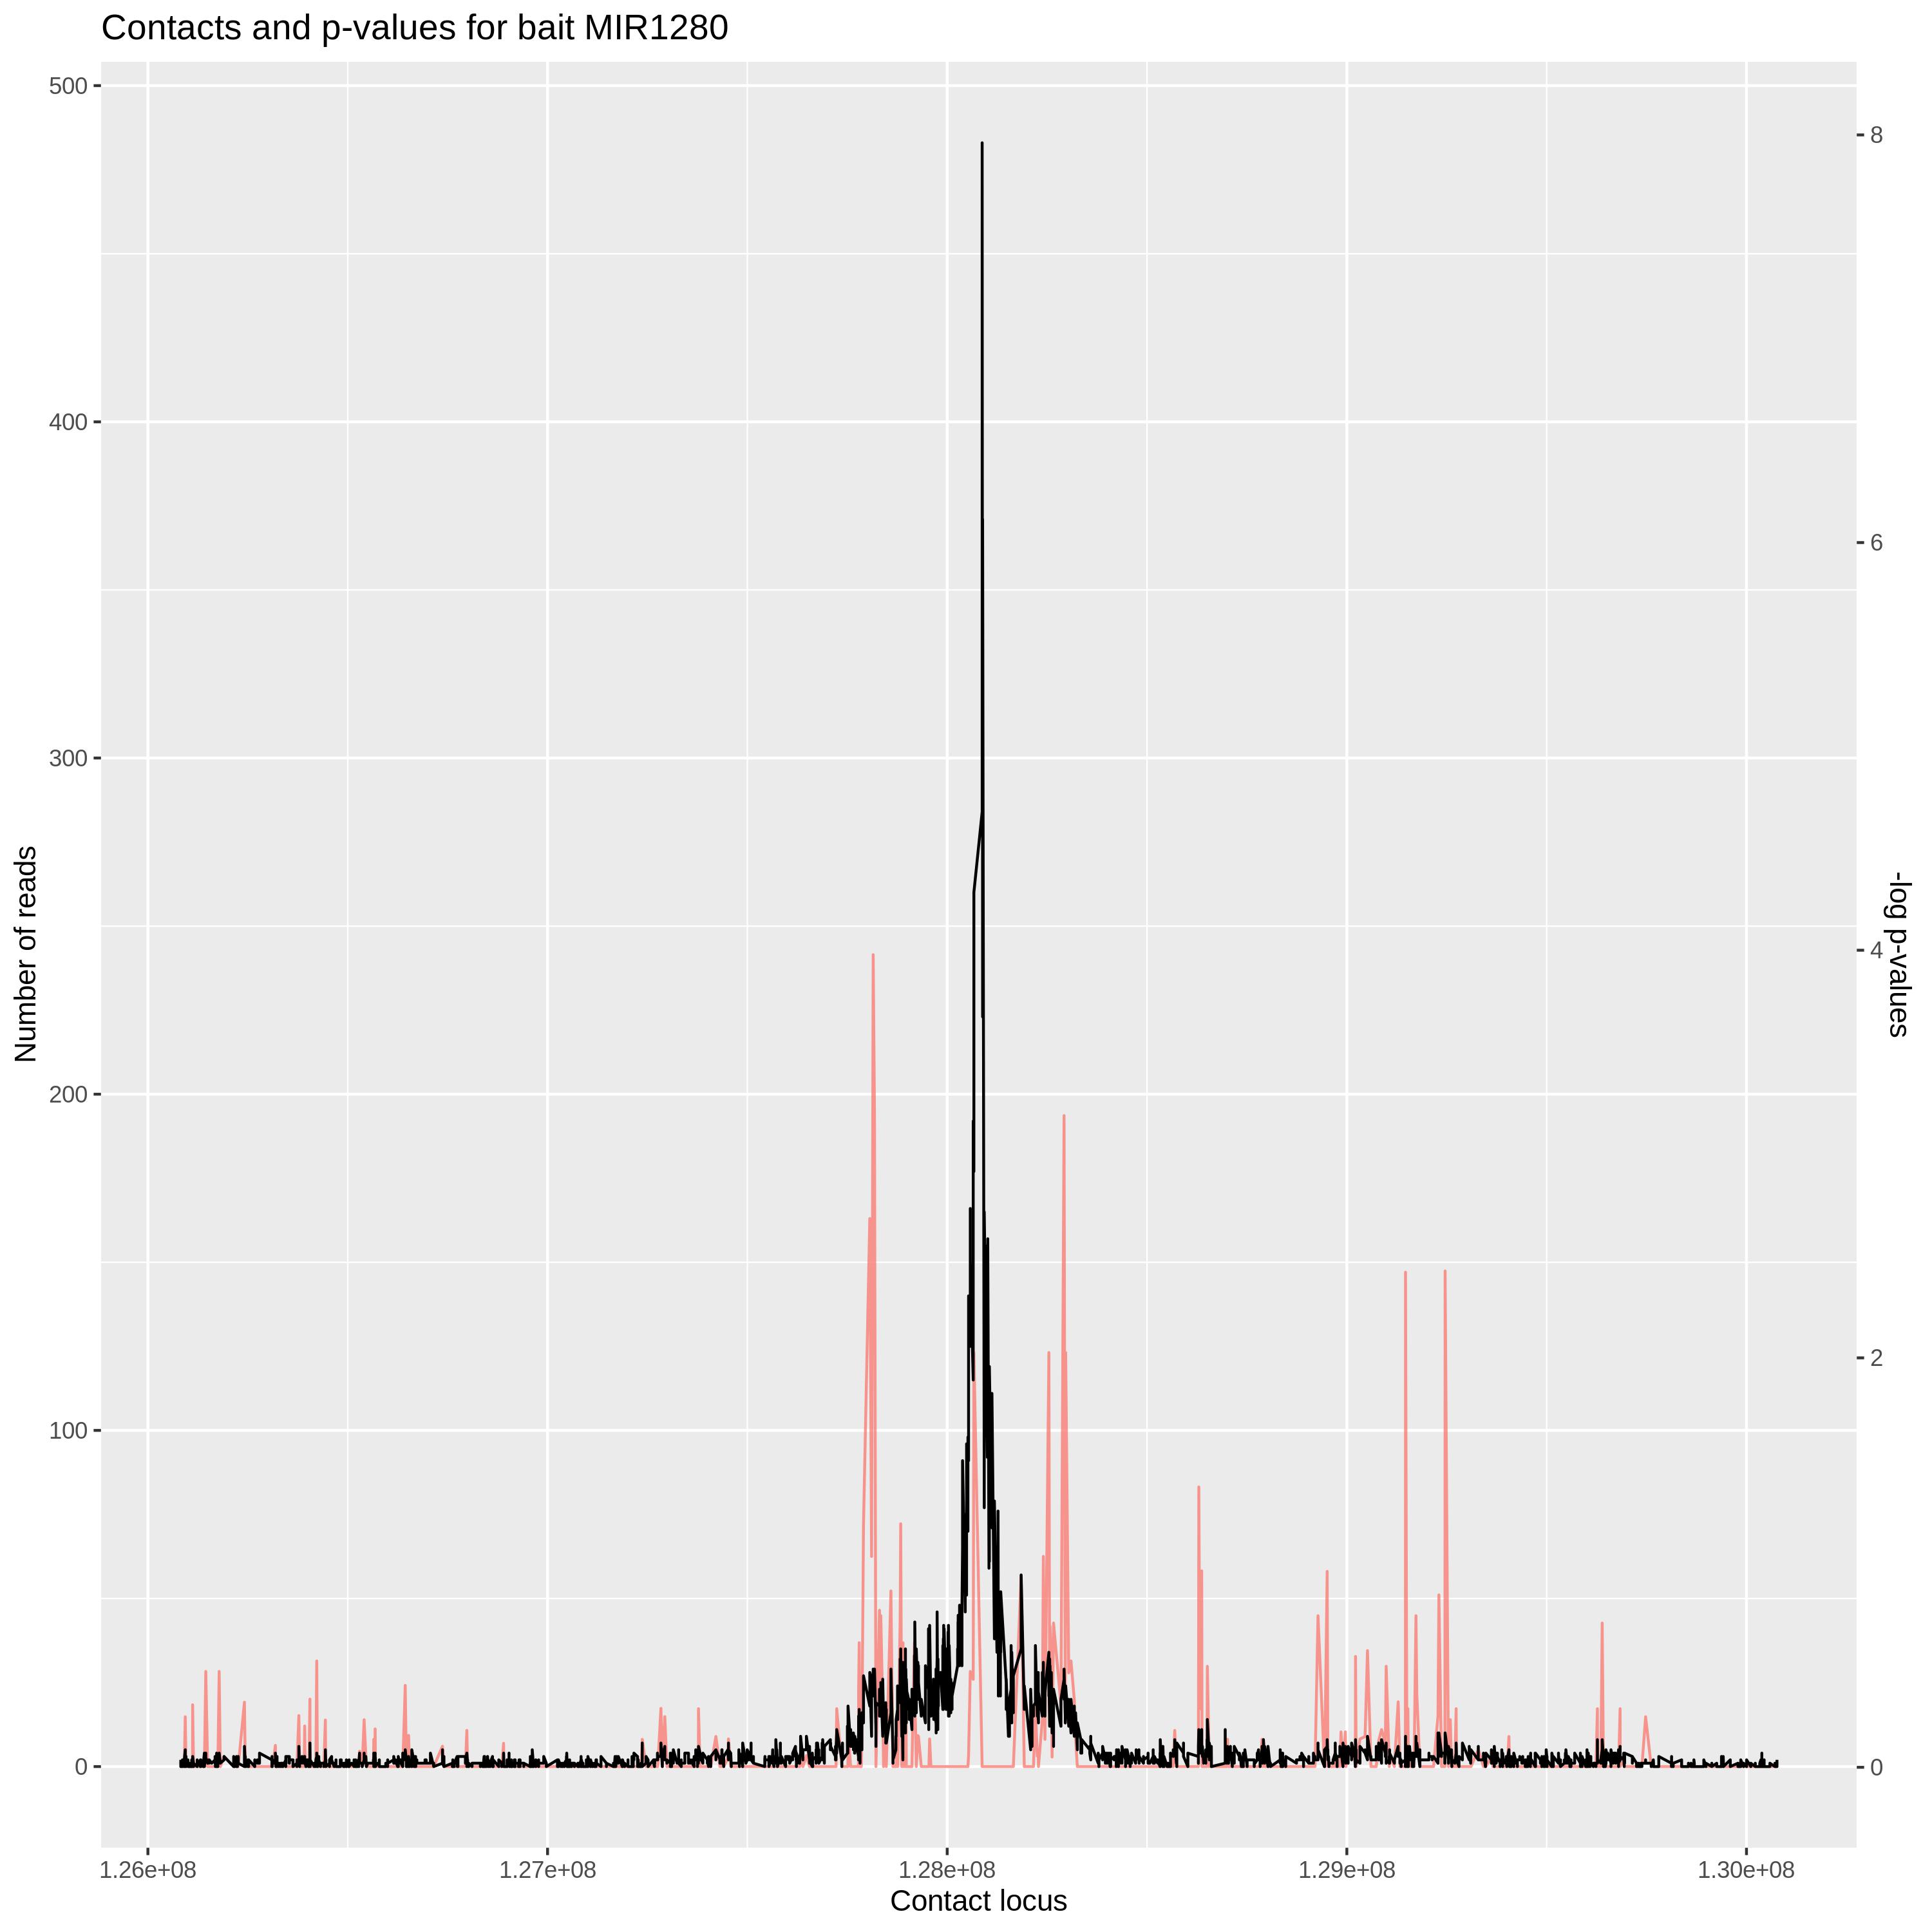 Contacts and p-values for bait MIR1280
500
400
300
200
100
0
8
6
4
2
0
Number of reads
-log p-values
1.26e+08 1.27e+08 1.28e+08 1.29e+08 1.30e+08
Contact locus